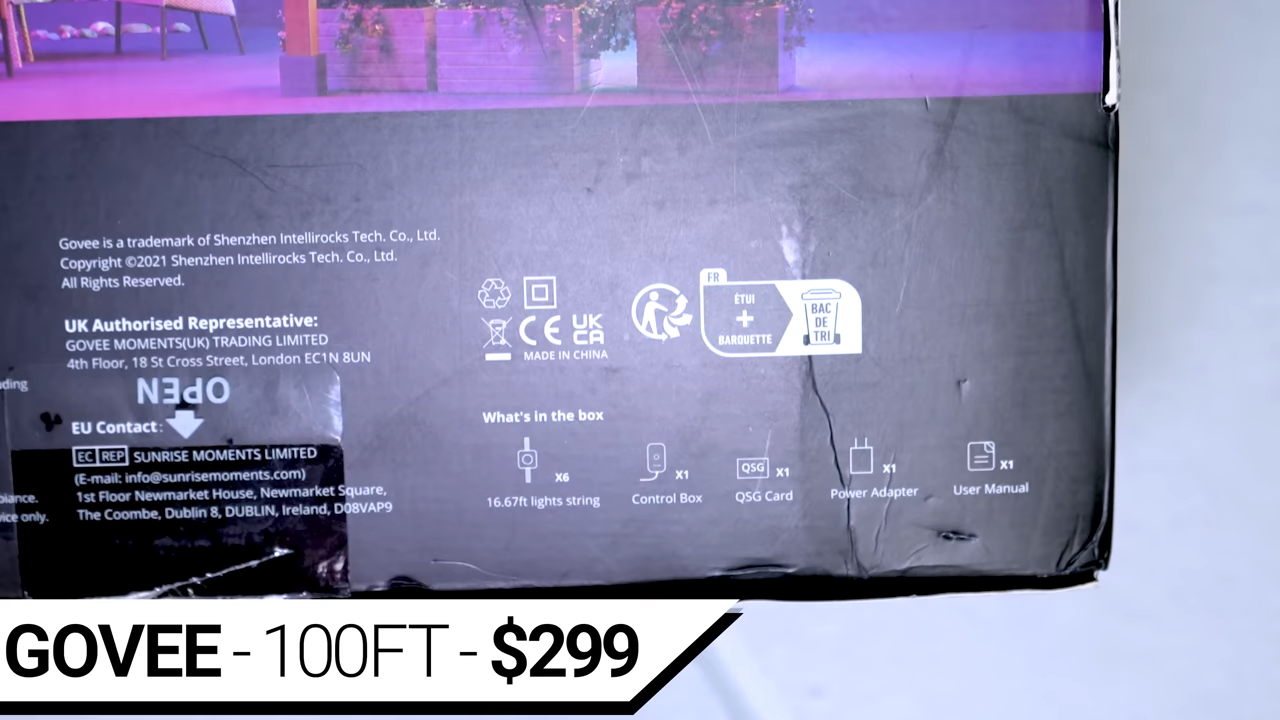 Govee is a trademark of Shenzhen Intellirocks Tech. Co., Ltd.
Copyright ©2021 Shenzhen Intellirocks Tech. Co., Ltd.
All Rights Reserved.
UK Authorised Representative:
GOVEE MOMENTS(UK) TRADING LIMITED
4th Floor, 18 St Cross Street, London EC1N 8UN
OPEN
EU Contact:
EC REP SUNRISE MOMENTS LIMITED
(E-mail: info@sunrisemoments.com)
1st Floor Newmarket House, Newmarket Square,
The Coombe, Dublin 8, DUBLIN, Ireland, D08VAP9
vice only.
CE UK CA
MADE IN CHINA
FR
ÉTUI
+
BARQUETTE
BAC
DE
TRI
What's in the box
X6
16.67ft lights string
X1
Control Box
QSG X1
QSG Card
X1
Power Adapter
X1
User Manual
GOVEE - 100FT - $299